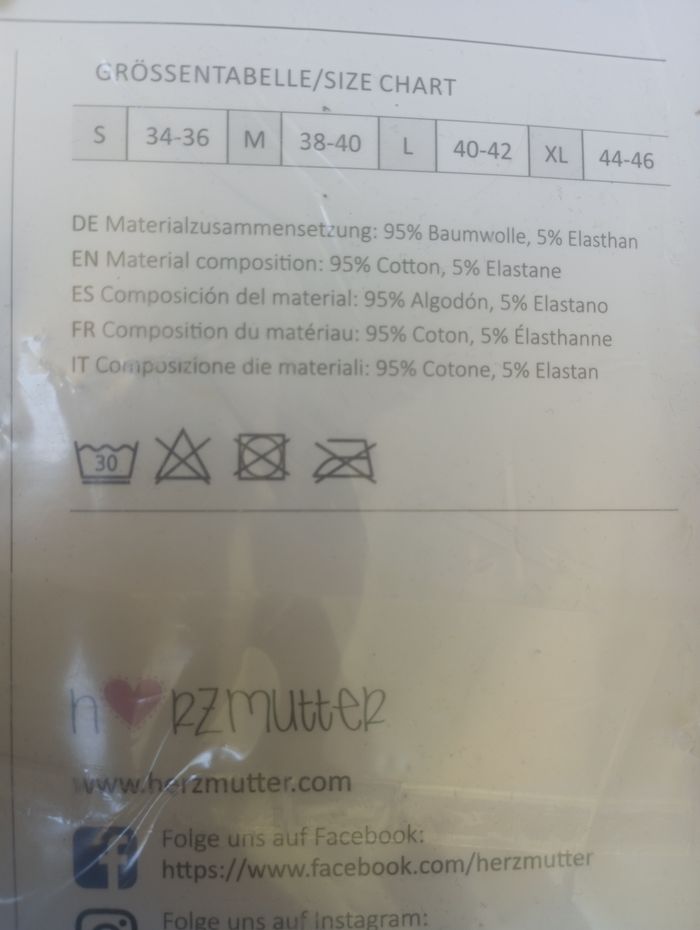 GRÖSSENTABELLE/SIZE CHART
S 34-36 M 38-40 L 40-42 XL 44-46
DE Materialzusammensetzung: 95% Baumwolle, 5% Elasthan
EN Material composition: 95% Cotton, 5% Elastane
ES Composición del material: 95% Algodón, 5% Elastano
FR Composition du matériau: 95% Coton, 5% Élasthanne
IT Composizione die materiali: 95% Cotone, 5% Elastan
30
h❤rzmutter
www.herzmutter.com
Folge uns auf Facebook:
https://www.facebook.com/herzmutter
Folge uns auf Instagram: